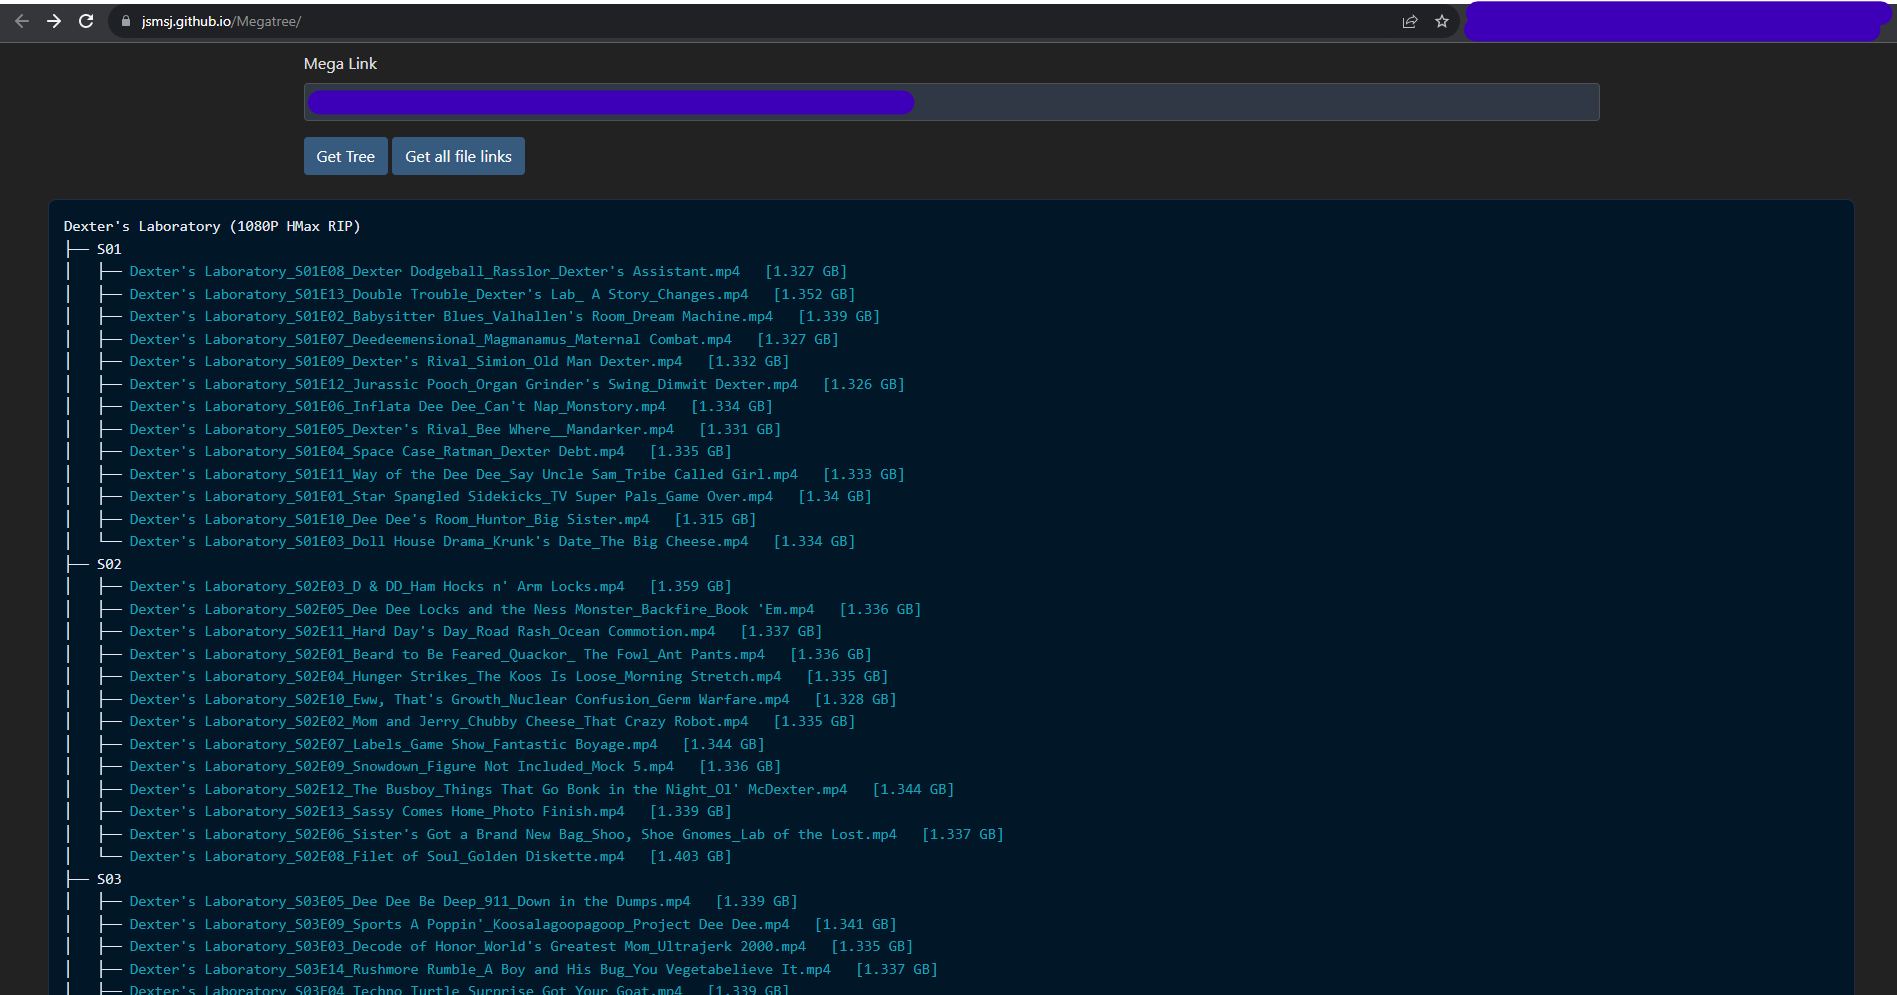 jsmsj.github.io/Megatree/
Mega Link
Get Tree Get all file links
Dexter's Laboratory (1080P HMax RIP)
├── S01
│   ├── Dexter's Laboratory_S01E08_Dexter Dodgeball_Rasslor_Dexter's Assistant.mp4   [1.327 GB]
│   ├── Dexter's Laboratory_S01E13_Double Trouble_Dexter's Lab_ A Story_Changes.mp4   [1.352 GB]
│   ├── Dexter's Laboratory_S01E02_Babysitter Blues_Valhallen's Room_Dream Machine.mp4   [1.339 GB]
│   ├── Dexter's Laboratory_S01E07_Deedeemensional_Magmanamus_Maternal Combat.mp4   [1.327 GB]
│   ├── Dexter's Laboratory_S01E09_Dexter's Rival_Simion_Old Man Dexter.mp4   [1.332 GB]
│   ├── Dexter's Laboratory_S01E12_Jurassic Pooch_Organ Grinder's Swing_Dimwit Dexter.mp4   [1.326 GB]
│   ├── Dexter's Laboratory_S01E06_Inflata Dee Dee_Can't Nap_Monstory.mp4   [1.334 GB]
│   ├── Dexter's Laboratory_S01E05_Dexter's Rival_Bee Where__Mandarker.mp4   [1.331 GB]
│   ├── Dexter's Laboratory_S01E04_Space Case_Ratman_Dexter Debt.mp4   [1.335 GB]
│   ├── Dexter's Laboratory_S01E11_Way of the Dee Dee_Say Uncle Sam_Tribe Called Girl.mp4   [1.333 GB]
│   ├── Dexter's Laboratory_S01E01_Star Spangled Sidekicks_TV Super Pals_Game Over.mp4   [1.34 GB]
│   ├── Dexter's Laboratory_S01E10_Dee Dee's Room_Huntor_Big Sister.mp4   [1.315 GB]
│   └── Dexter's Laboratory_S01E03_Doll House Drama_Krunk's Date_The Big Cheese.mp4   [1.334 GB]
├── S02
│   ├── Dexter's Laboratory_S02E03_D & DD_Ham Hocks n' Arm Locks.mp4   [1.359 GB]
│   ├── Dexter's Laboratory_S02E05_Dee Dee Locks and the Ness Monster_Backfire_Book 'Em.mp4   [1.336 GB]
│   ├── Dexter's Laboratory_S02E11_Hard Day's Day_Road Rash_Ocean Commotion.mp4   [1.337 GB]
│   ├── Dexter's Laboratory_S02E01_Beard to Be Feared_Quackor_ The Fowl_Ant Pants.mp4   [1.336 GB]
│   ├── Dexter's Laboratory_S02E04_Hunger Strikes_The Koos Is Loose_Morning Stretch.mp4   [1.335 GB]
│   ├── Dexter's Laboratory_S02E10_Eww, That's Growth_Nuclear Confusion_Germ Warfare.mp4   [1.328 GB]
│   ├── Dexter's Laboratory_S02E02_Mom and Jerry_Chubby Cheese_That Crazy Robot.mp4   [1.335 GB]
│   ├── Dexter's Laboratory_S02E07_Labels_Game Show_Fantastic Boyage.mp4   [1.344 GB]
│   ├── Dexter's Laboratory_S02E09_Snowdown_Figure Not Included_Mock 5.mp4   [1.336 GB]
│   ├── Dexter's Laboratory_S02E12_The Busboy_Things That Go Bonk in the Night_Ol' McDexter.mp4   [1.344 GB]
│   ├── Dexter's Laboratory_S02E13_Sassy Comes Home_Photo Finish.mp4   [1.339 GB]
│   ├── Dexter's Laboratory_S02E06_Sister's Got a Brand New Bag_Shoo, Shoe Gnomes_Lab of the Lost.mp4   [1.337 GB]
│   └── Dexter's Laboratory_S02E08_Filet of Soul_Golden Diskette.mp4   [1.403 GB]
├── S03
│   ├── Dexter's Laboratory_S03E05_Dee Dee Be Deep_911_Down in the Dumps.mp4   [1.339 GB]
│   ├── Dexter's Laboratory_S03E09_Sports A Poppin'_Koosalagoopagoop_Project Dee Dee.mp4   [1.341 GB]
│   ├── Dexter's Laboratory_S03E03_Decode of Honor_World's Greatest Mom_Ultrajerk 2000.mp4   [1.335 GB]
│   ├── Dexter's Laboratory_S03E14_Rushmore Rumble_A Boy and His Bug_You Vegetabelieve It.mp4   [1.337 GB]
│   ├── Dexter's Laboratory_S03E04_Techno Turtle_Surprise_Got Your Goat.mp4   [1.339 GB]